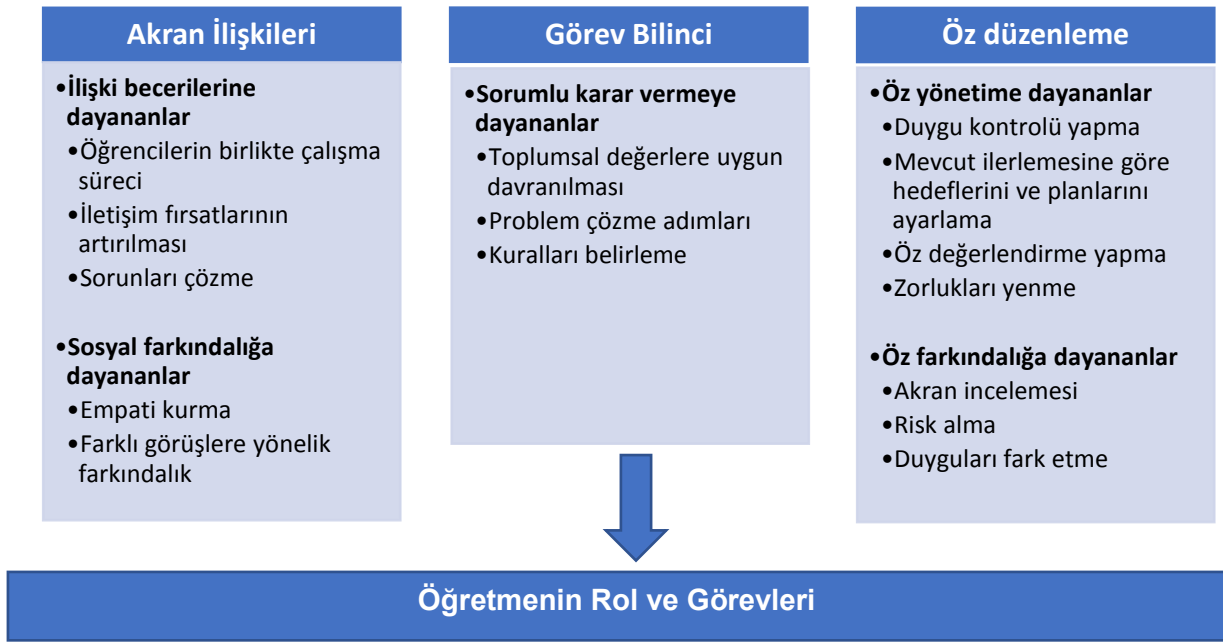 Akran İlişkileri
•İlişki becerilerine
dayananlar
•Öğrencilerin birlikte çalışma
süreci
•İletişim fırsatlarının
artırılması
•Sorunları çözme
•Sosyal farkındalığa
dayananlar
•Empati kurma
•Farklı görüşlere yönelik
farkındalık
Görev Bilinci
•Sorumlu karar vermeye
dayananlar
•Toplumsal değerlere uygun
davranılması
•Problem çözme adımları
•Kuralları belirleme
Öz düzenleme
•Öz yönetime dayananlar
•Duygu kontrolü yapma
•Mevcut ilerlemesine göre
hedeflerini ve planlarını
ayarlama
•Öz değerlendirme yapma
•Zorlukları yenme
•Öz farkındalığa dayananlar
•Akran incelemesi
•Risk alma
•Duyguları fark etme
Öğretmenin Rol ve Görevleri